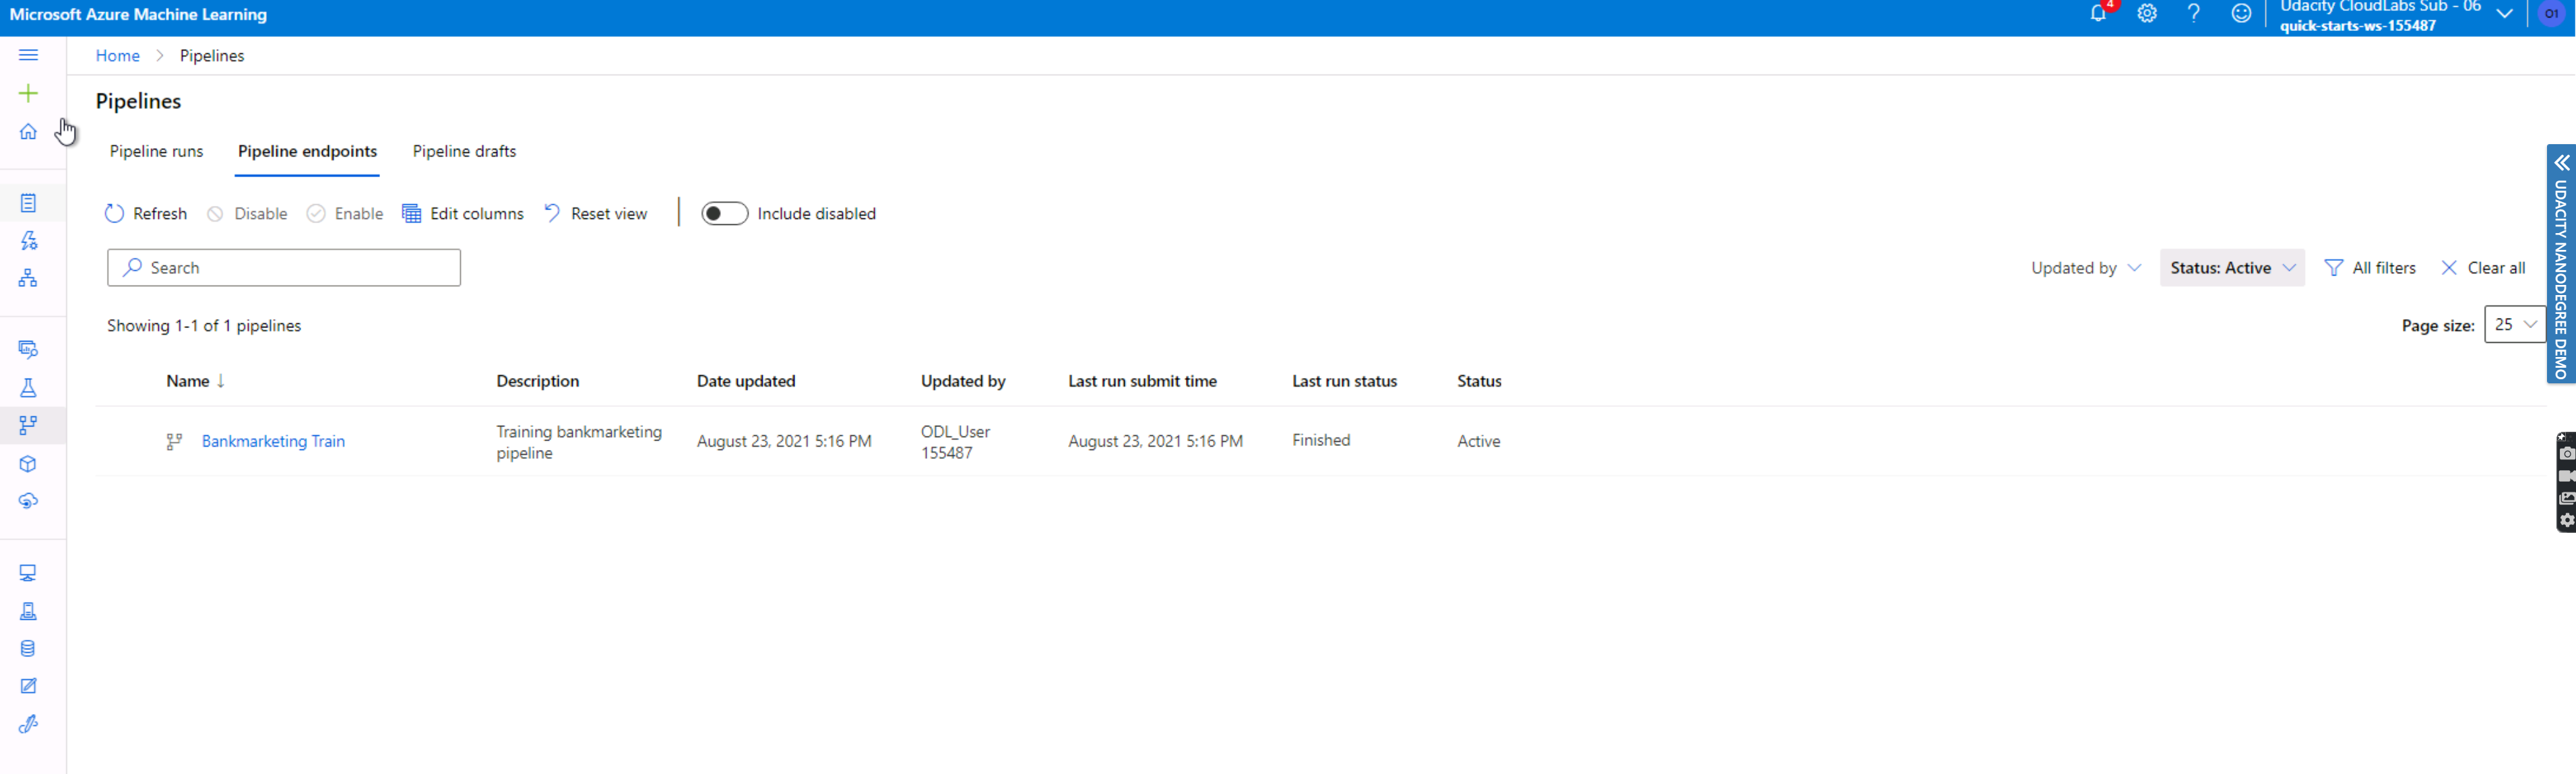 Microsoft Azure Machine Learning
4
Udacity CloudLabs Sub - 06
quick-starts-ws-155487
O1
Home > Pipelines
Pipelines
Pipeline runs Pipeline endpoints Pipeline drafts
Refresh Disable Enable Edit columns Reset view Include disabled
Search
Updated by Status: Active All filters Clear all
Showing 1-1 of 1 pipelines
Page size: 25
Name ↓ Description Date updated Updated by Last run submit time Last run status Status
Bankmarketing Train Training bankmarketing pipeline August 23, 2021 5:16 PM ODL_User 155487 August 23, 2021 5:16 PM Finished Active
UDACITY NANODEGREE DEMO